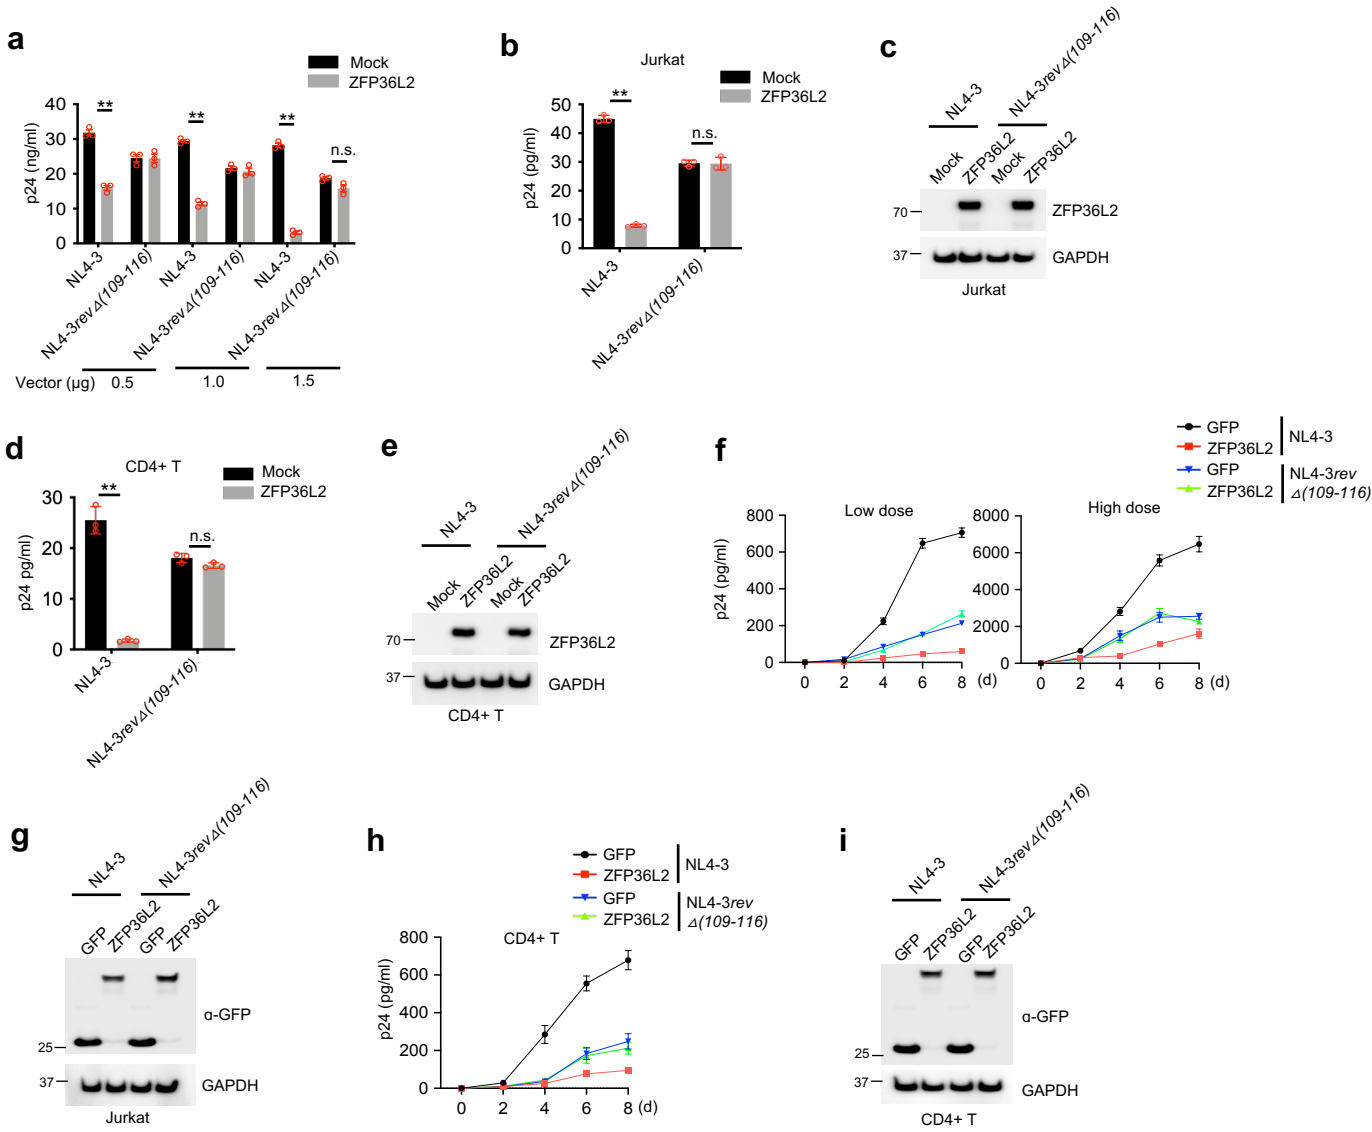 a
Mock
ZFP36L2
p24 (ng/ml)
40
30
20
10
0
**
**
**
n.s.
NL4-3
NL4-3revΔ(109-116)
NL4-3
NL4-3revΔ(109-116)
NL4-3
NL4-3revΔ(109-116)
Vector (μg)
0.5
1.0
1.5
b
Jurkat
Mock
ZFP36L2
p24 (pg/ml)
50
40
30
20
10
0
**
n.s.
NL4-3
NL4-3revΔ(109-116)
c
NL4-3
NL4-3revΔ(109-116)
Mock
ZFP36L2
Mock
ZFP36L2
70
ZFP36L2
37
GAPDH
Jurkat
d
CD4+ T
Mock
ZFP36L2
p24 pg/ml)
30
20
10
0
**
n.s.
NL4-3
NL4-3revΔ(109-116)
e
NL4-3
NL4-3revΔ(109-116)
Mock
ZFP36L2
Mock
ZFP36L2
70
ZFP36L2
37
GAPDH
CD4+ T
f
GFP
ZFP36L2
NL4-3
GFP
ZFP36L2
NL4-3rev
Δ(109-116)
Low dose
p24 (pg/ml)
800
600
400
200
0
0 2 4 6 8 (d)
High dose
8000
6000
4000
2000
0
0 2 4 6 8 (d)
g
NL4-3
NL4-3revΔ(109-116)
GFP
ZFP36L2
GFP
ZFP36L2
α-GFP
25
37
GAPDH
Jurkat
h
GFP
ZFP36L2
NL4-3
GFP
ZFP36L2
NL4-3rev
Δ(109-116)
CD4+ T
p24 (pg/ml)
800
600
400
200
0
0 2 4 6 8 (d)
i
NL4-3
NL4-3revΔ(109-116)
GFP
ZFP36L2
GFP
ZFP36L2
α-GFP
25
37
GAPDH
CD4+ T